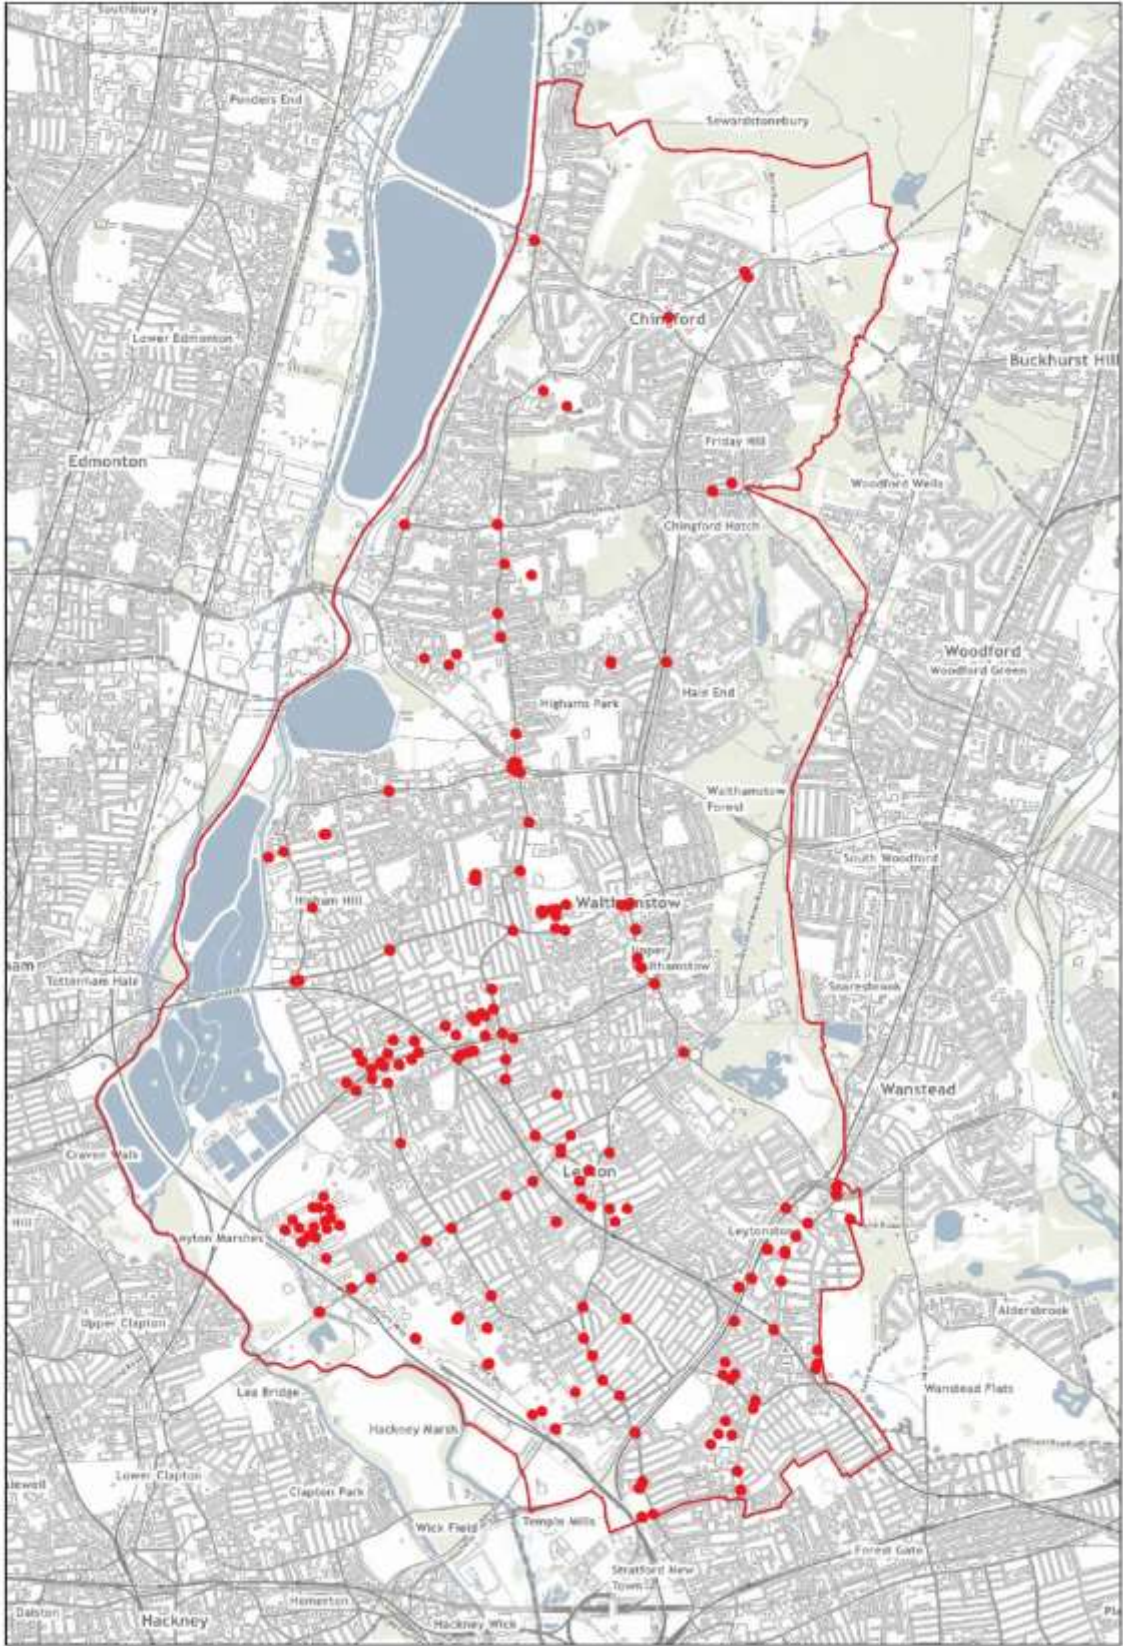 Southbury
Ponders End
Sewardstonebury
Chingford
Lower Edmonton
Buckhurst Hill
Friday Hill
Edmonton
Woodford Wells
Chingford Hatch
Woodford
Woodford Green
Hale End
Highams Park
Walthamstow
Forest
South Woodford
Higham Hill
Walthamstow
Upper
Walthamstow
Tottenham Hale
Snaresbrook
Wanstead
Craven Walk
Leyton
Hill
Leyton Marshes
Leytonstone
Upper Clapton
Aldersbrook
Lea Bridge
Wanstead Flats
Hackney Marsh
Lower Clapton
Clapton Park
Wick Field
Temple Mills
Forest Gate
Stratford New
Town
Homerton
Dalston
Hackney
Hackney Wick